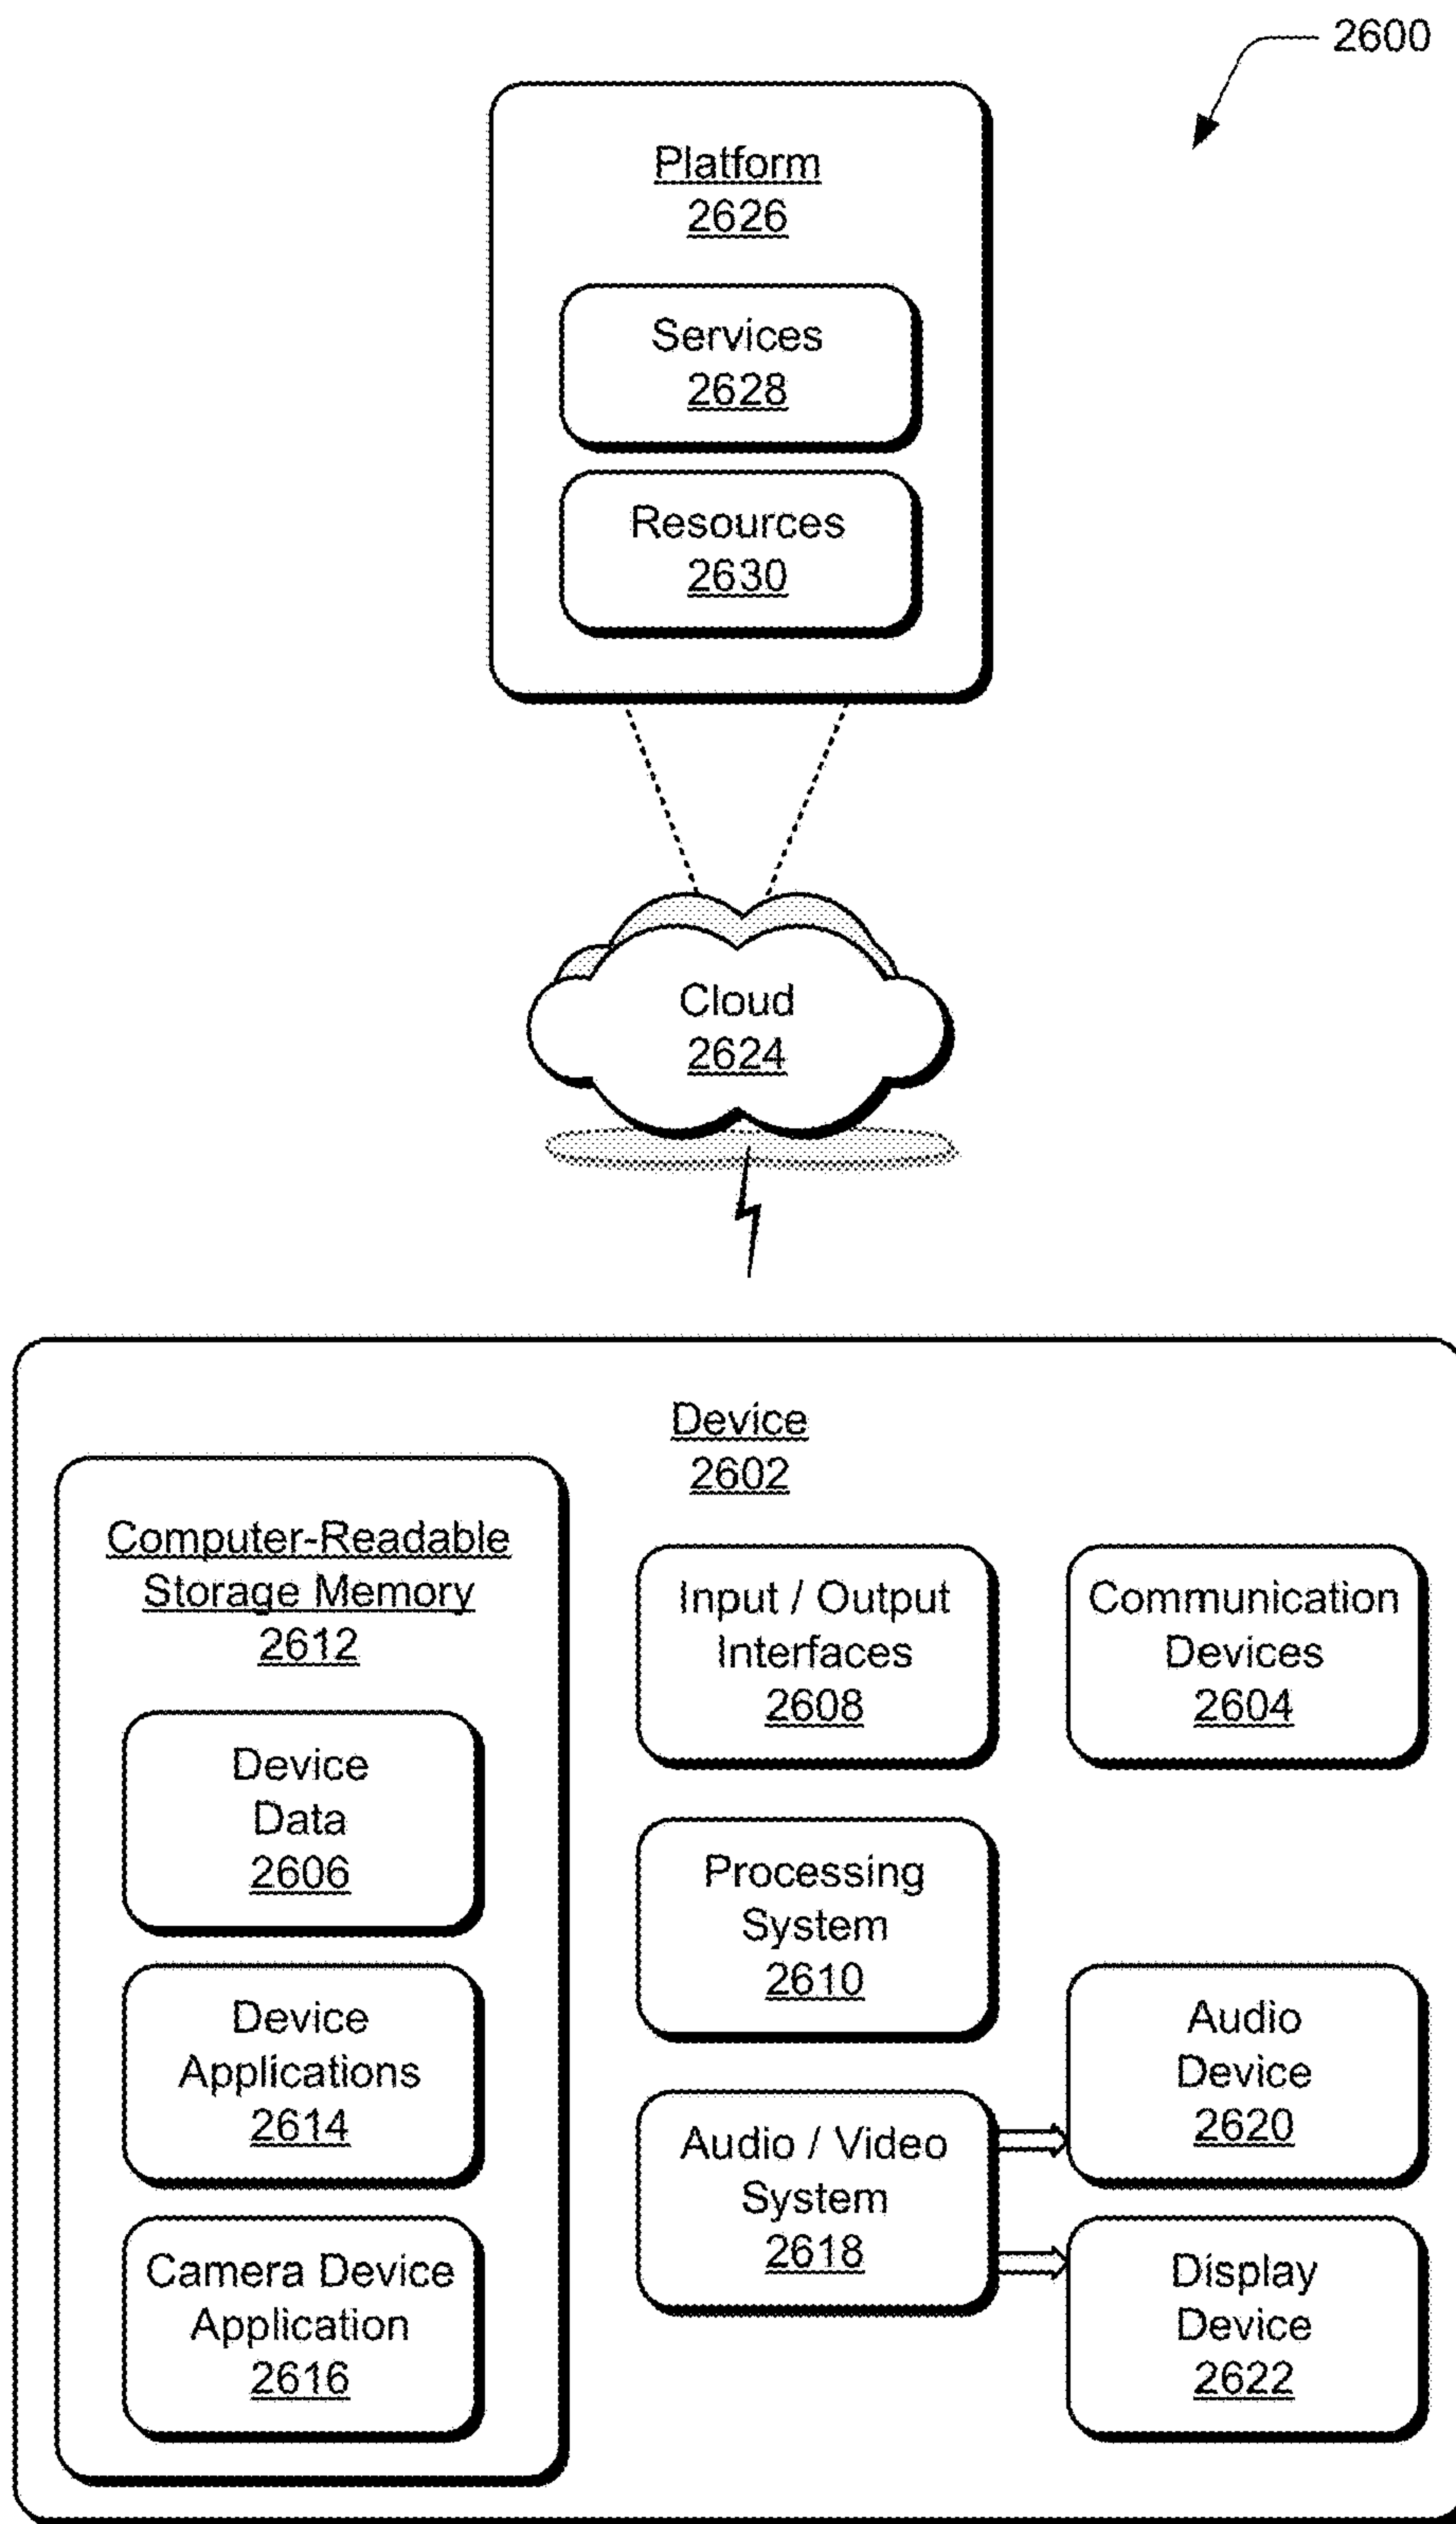 2600
Platform
2626
Services
2628
Resources
2630
Cloud
2624
Device
2602
Computer-Readable
Storage Memory
2612
Device
Data
2606
Device
Applications
2614
Camera Device
Application
2616
Input / Output
Interfaces
2608
Processing
System
2610
Audio / Video
System
2618
Communication
Devices
2604
Audio
Device
2620
Display
Device
2622